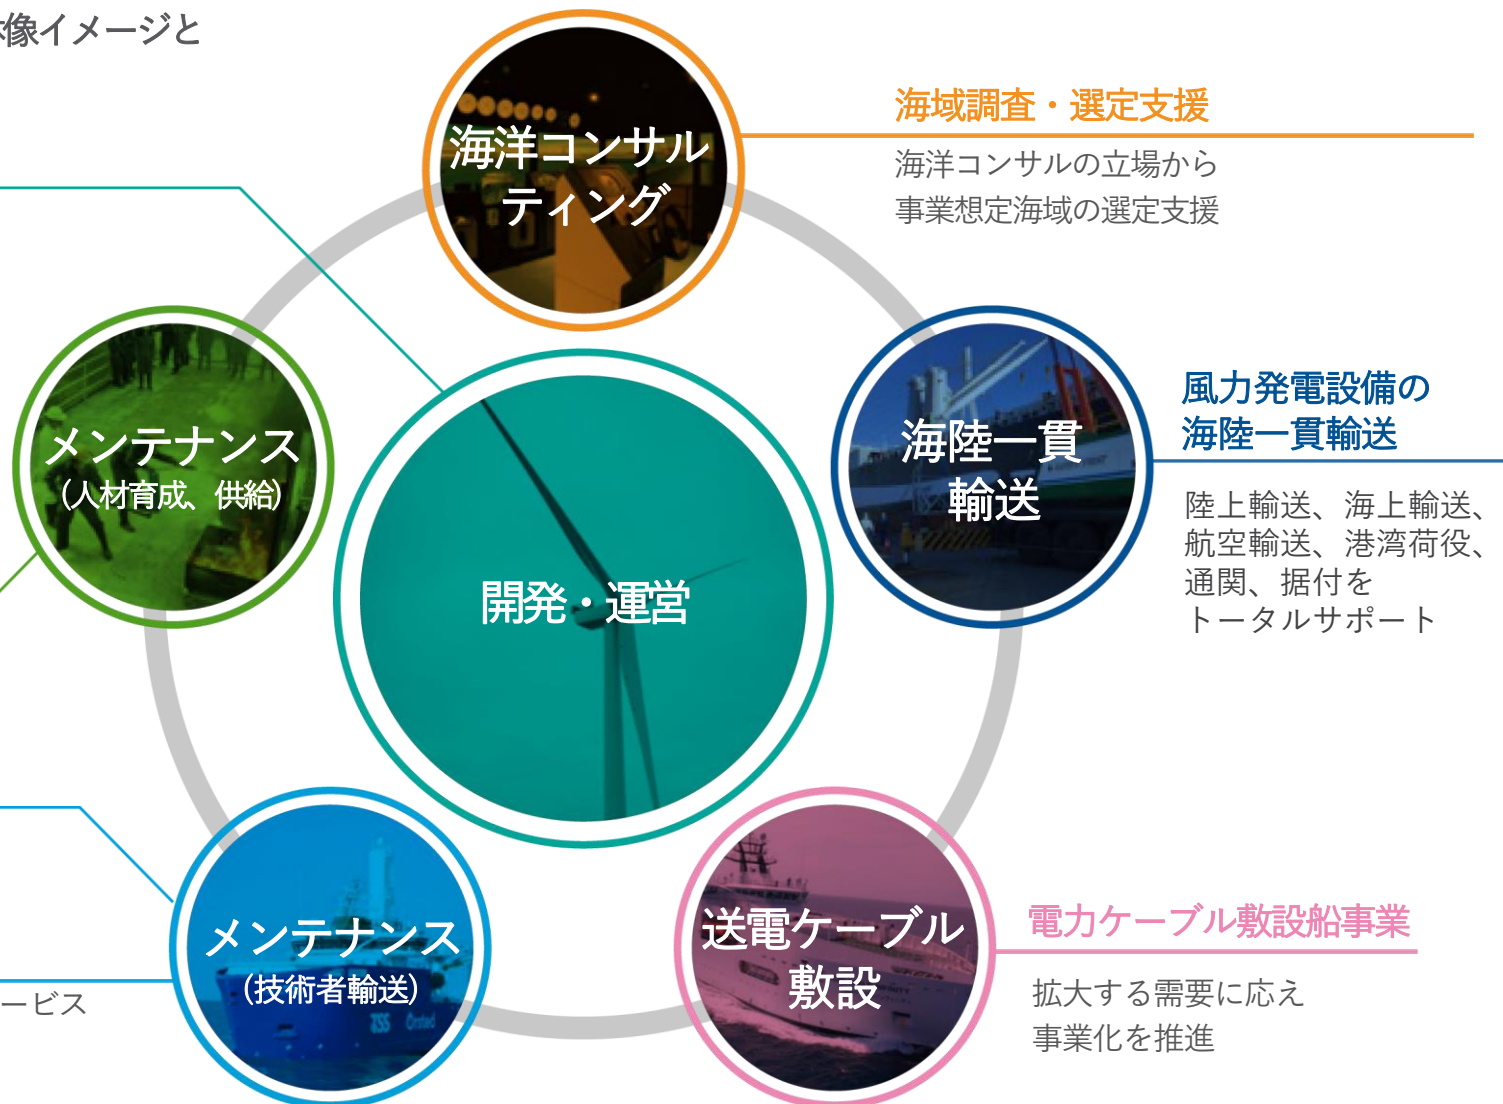 像イメージと
海洋コンサル
ティング
海域調査・選定支援
海洋コンサルの立場から
事業想定海域の選定支援
メンテナンス
(人材育成、供給)
開発・運営
海陸一貫
輸送
風力発電設備の
海陸一貫輸送
陸上輸送、海上輸送、
航空輸送、港湾荷役、
通関、据付を
トータルサポート
メンテナンス
(技術者輸送)
TSS Orsted
ービス
送電ケーブル
敷設
電力ケーブル敷設船事業
拡大する需要に応え
事業化を推進